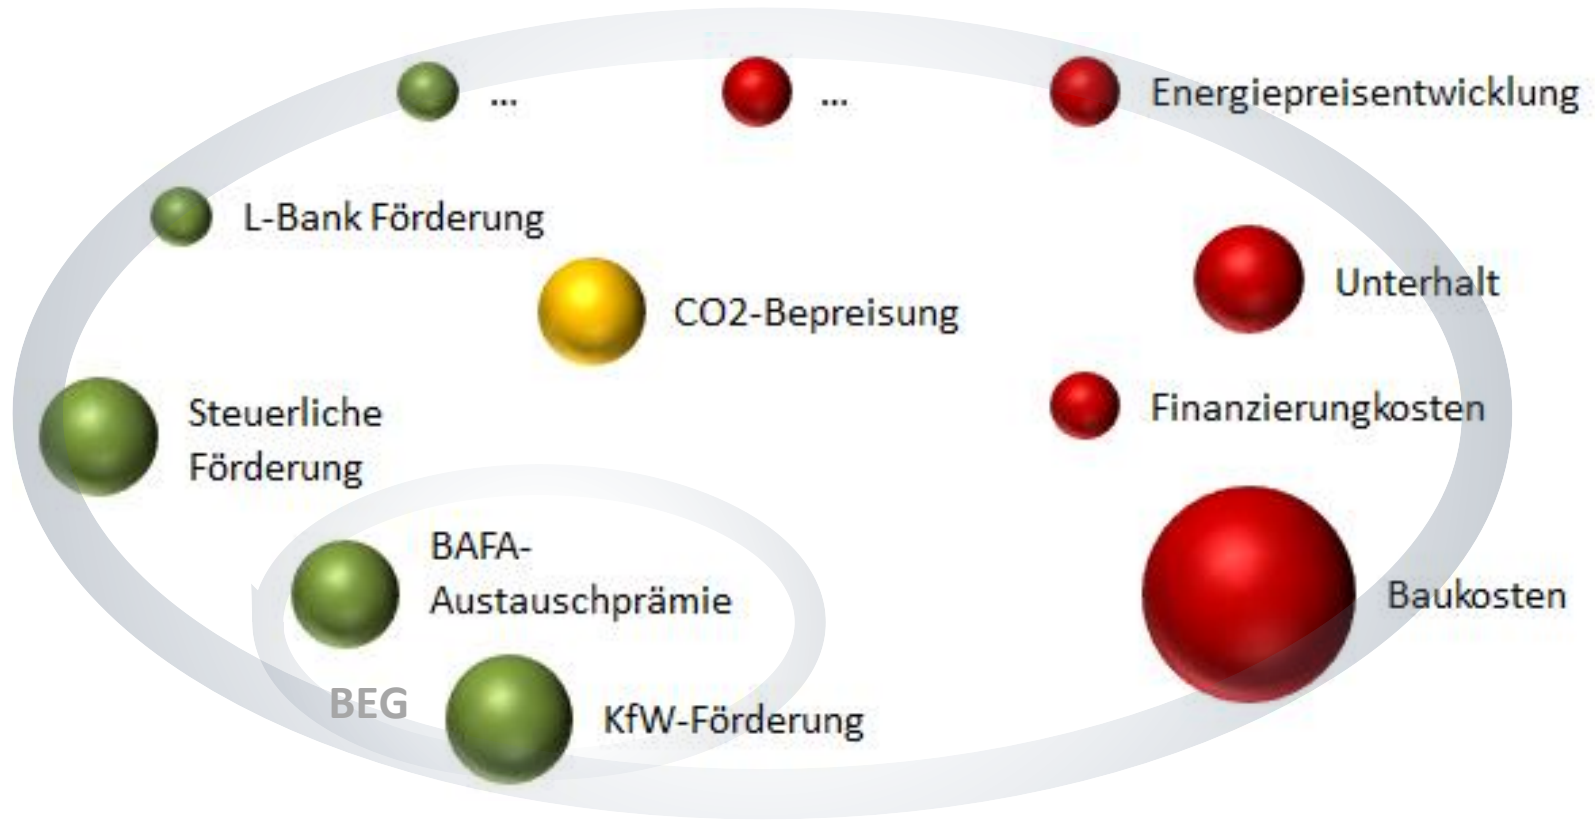 ...
...
Energiepreisentwicklung
L-Bank Förderung
Unterhalt
CO2-Bepreisung
Finanzierungkosten
Steuerliche
Förderung
BAFA-
Austauschprämie
Baukosten
BEG
KfW-Förderung